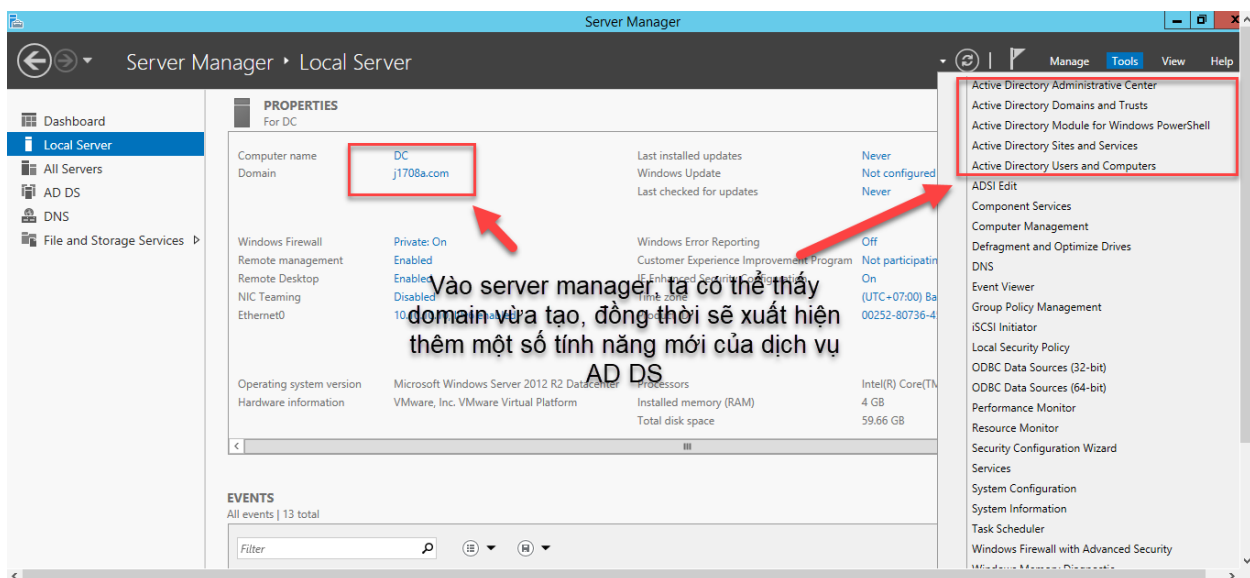 Server Manager
Server Manager • Local Server
Manage Tools View Help
Dashboard
Local Server
All Servers
AD DS
DNS
File and Storage Services
PROPERTIES
For DC
Computer name DC
Domain j1708a.com
Last installed updates Never
Windows Update Not configured
Last checked for updates Never
Windows Firewall Private: On
Remote management Enabled
Remote Desktop Enabled
NIC Teaming Disabled
Ethernet0
Windows Error Reporting Off
Customer Experience Improvement Program Not participatin
IE Enhanced Security Configuration On
Time zone (UTC+07:00) Ba
00252-80736-4
Vào server manager, ta có thể thấy
domain vừa tạo, đồng thời sẽ xuất hiện
thêm một số tính năng mới của dịch vụ
AD DS
Operating system version Microsoft Windows Server 2012 R2 Datacenter
Hardware information VMware, Inc. VMware Virtual Platform
Processors Intel(R) Core(TM
Installed memory (RAM) 4 GB
Total disk space 59.66 GB
EVENTS
All events | 13 total
Filter
Active Directory Administrative Center
Active Directory Domains and Trusts
Active Directory Module for Windows PowerShell
Active Directory Sites and Services
Active Directory Users and Computers
ADSI Edit
Component Services
Computer Management
Defragment and Optimize Drives
DNS
Event Viewer
Group Policy Management
iSCSI Initiator
Local Security Policy
ODBC Data Sources (32-bit)
ODBC Data Sources (64-bit)
Performance Monitor
Resource Monitor
Security Configuration Wizard
Services
System Configuration
System Information
Task Scheduler
Windows Firewall with Advanced Security
Windows Memory Diagnostic